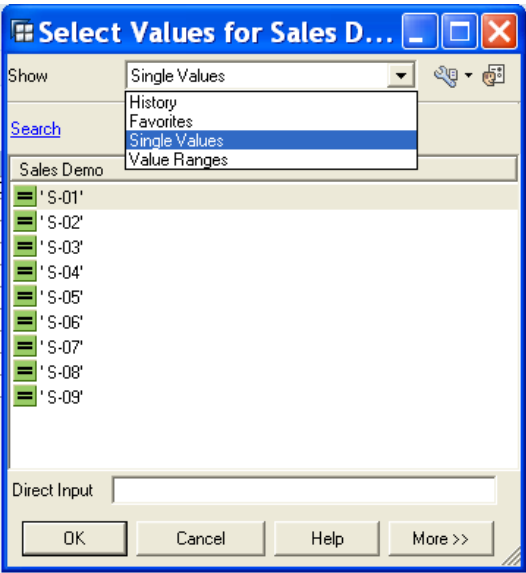 Select Values for Sales D...
Show Single Values
History
Favorites
Single Values
Value Ranges
Search
Sales Demo
' S-01'
' S-02'
' S-03'
' S-04'
' S-05'
' S-06'
' S-07'
' S-08'
' S-09'
Direct Input
OK Cancel Help More >>